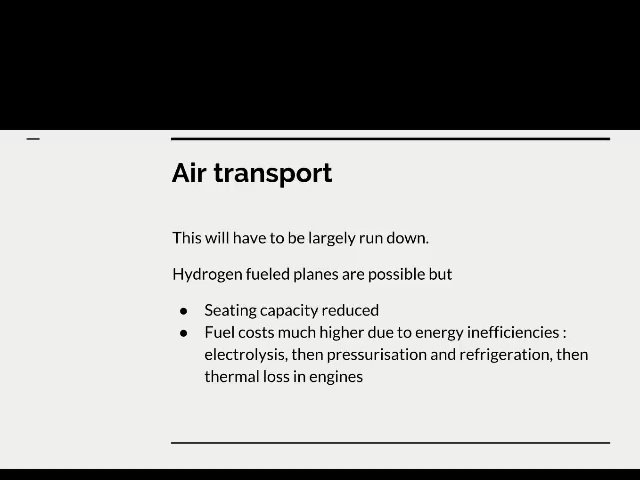 Air transport
This will have to be largely run down.
Hydrogen fueled planes are possible but
● Seating capacity reduced
● Fuel costs much higher due to energy inefficiencies :
electrolysis, then pressurisation and refrigeration, then
thermal loss in engines